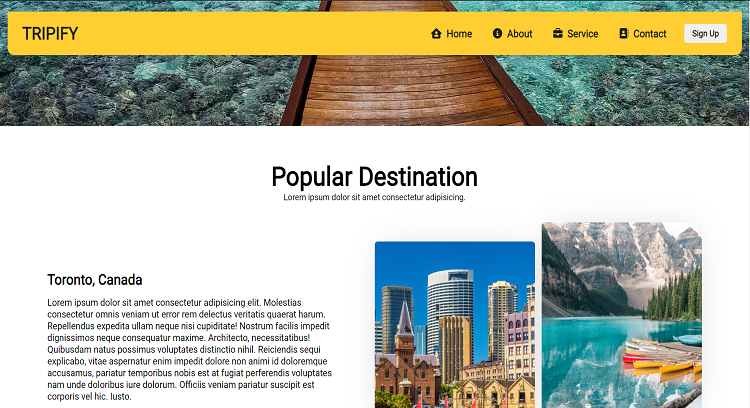 TRIPIFY
Home
About
Service
Contact
Sign Up
Popular Destination
Lorem ipsum dolor sit amet consectetur adipisicing.
Toronto, Canada
Lorem ipsum dolor sit amet consectetur adipisicing elit. Molestias
consectetur omnis veniam ut error rem delectus veritatis quaerat harum.
Repellendus expedita ullam neque nisi cupiditate! Nostrum facilis impedit
dignissimos neque consequatur maxime. Architecto, necessitatibus!
Quibusdam natus possimus voluptates distinctio nihil. Reiciendis sequi
explicabo, vitae aspernatur enim impedit dolore non animi id doloremque
accusamus, pariatur temporibus nobis est at fugiat perferendis voluptates
nam unde doloribus iure dolorum. Officiis veniam pariatur suscipit est
corporis vel hic. Iusto.